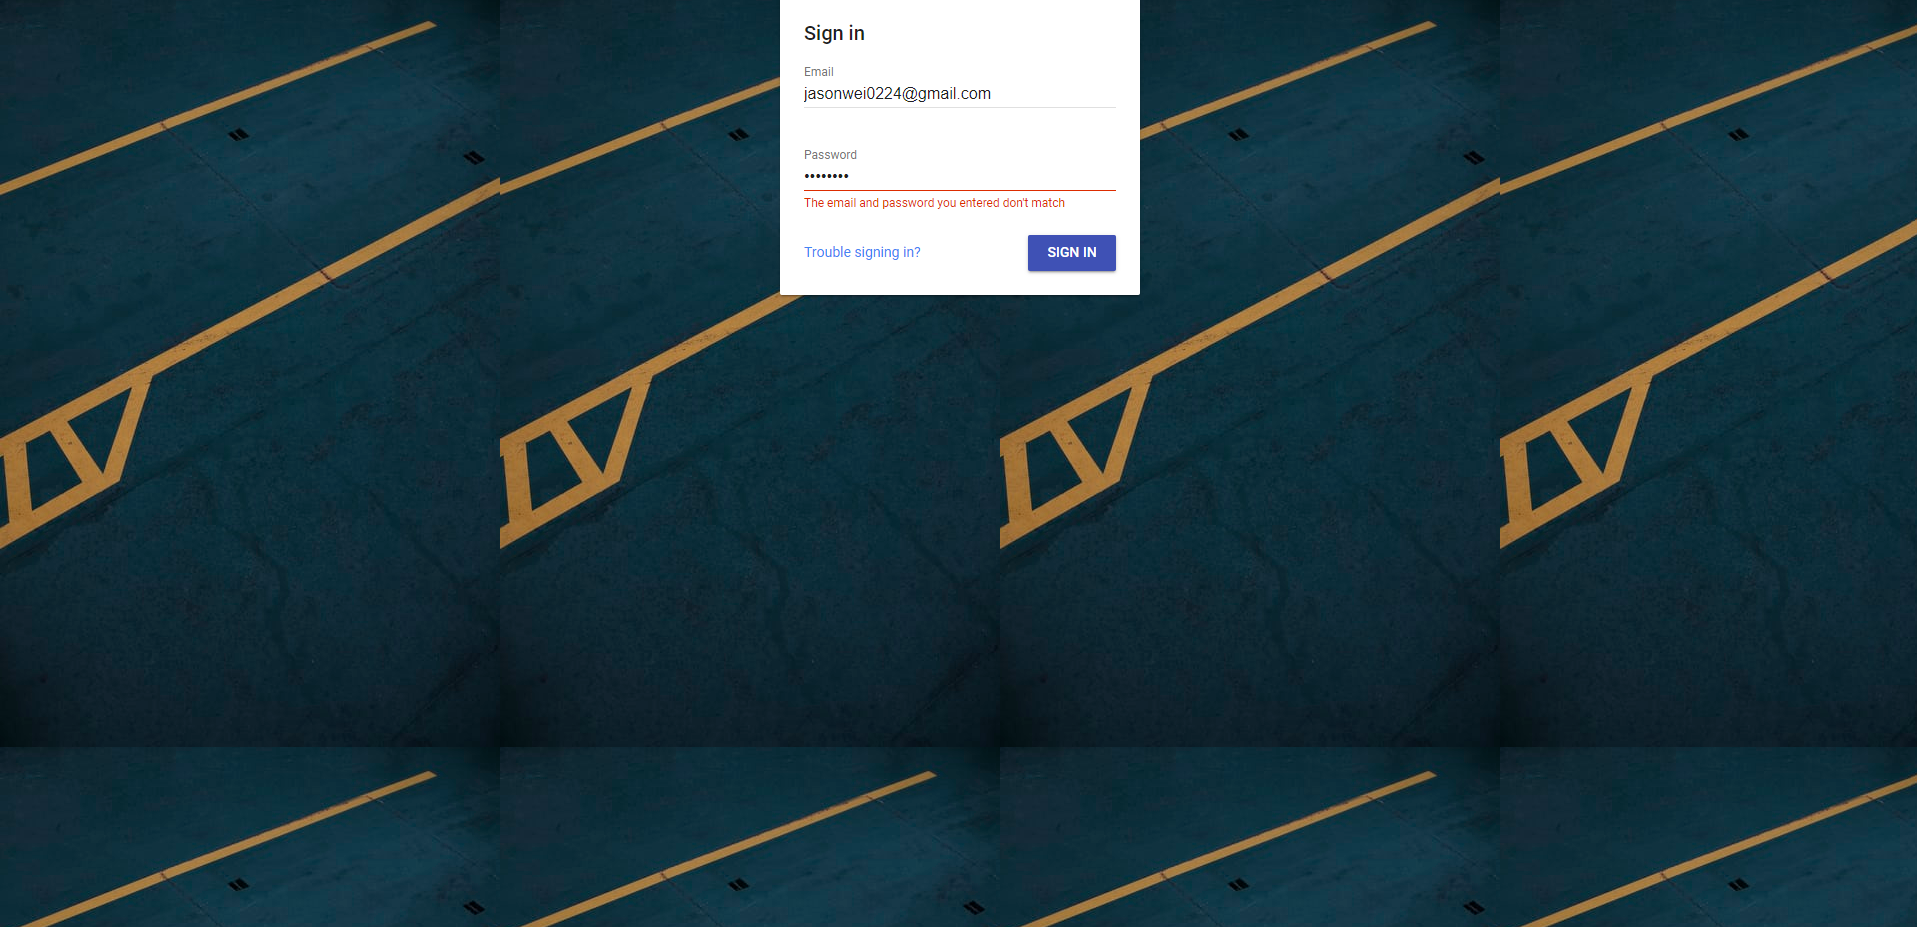 Sign in
Email
jasonwei0224@gmail.com
Password
••••••••
The email and password you entered don't match
Trouble signing in?
SIGN IN